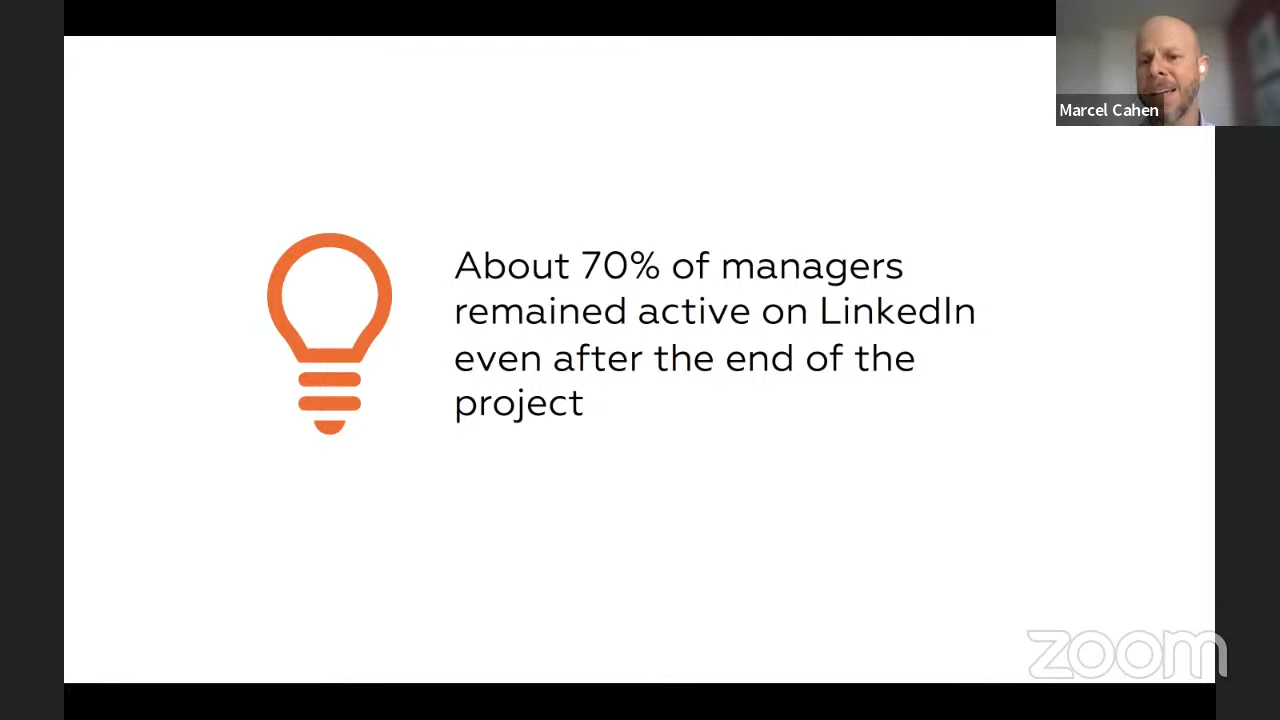 Marcel Cahen
About 70% of managers
remained active on LinkedIn
even after the end of the
project
zoom